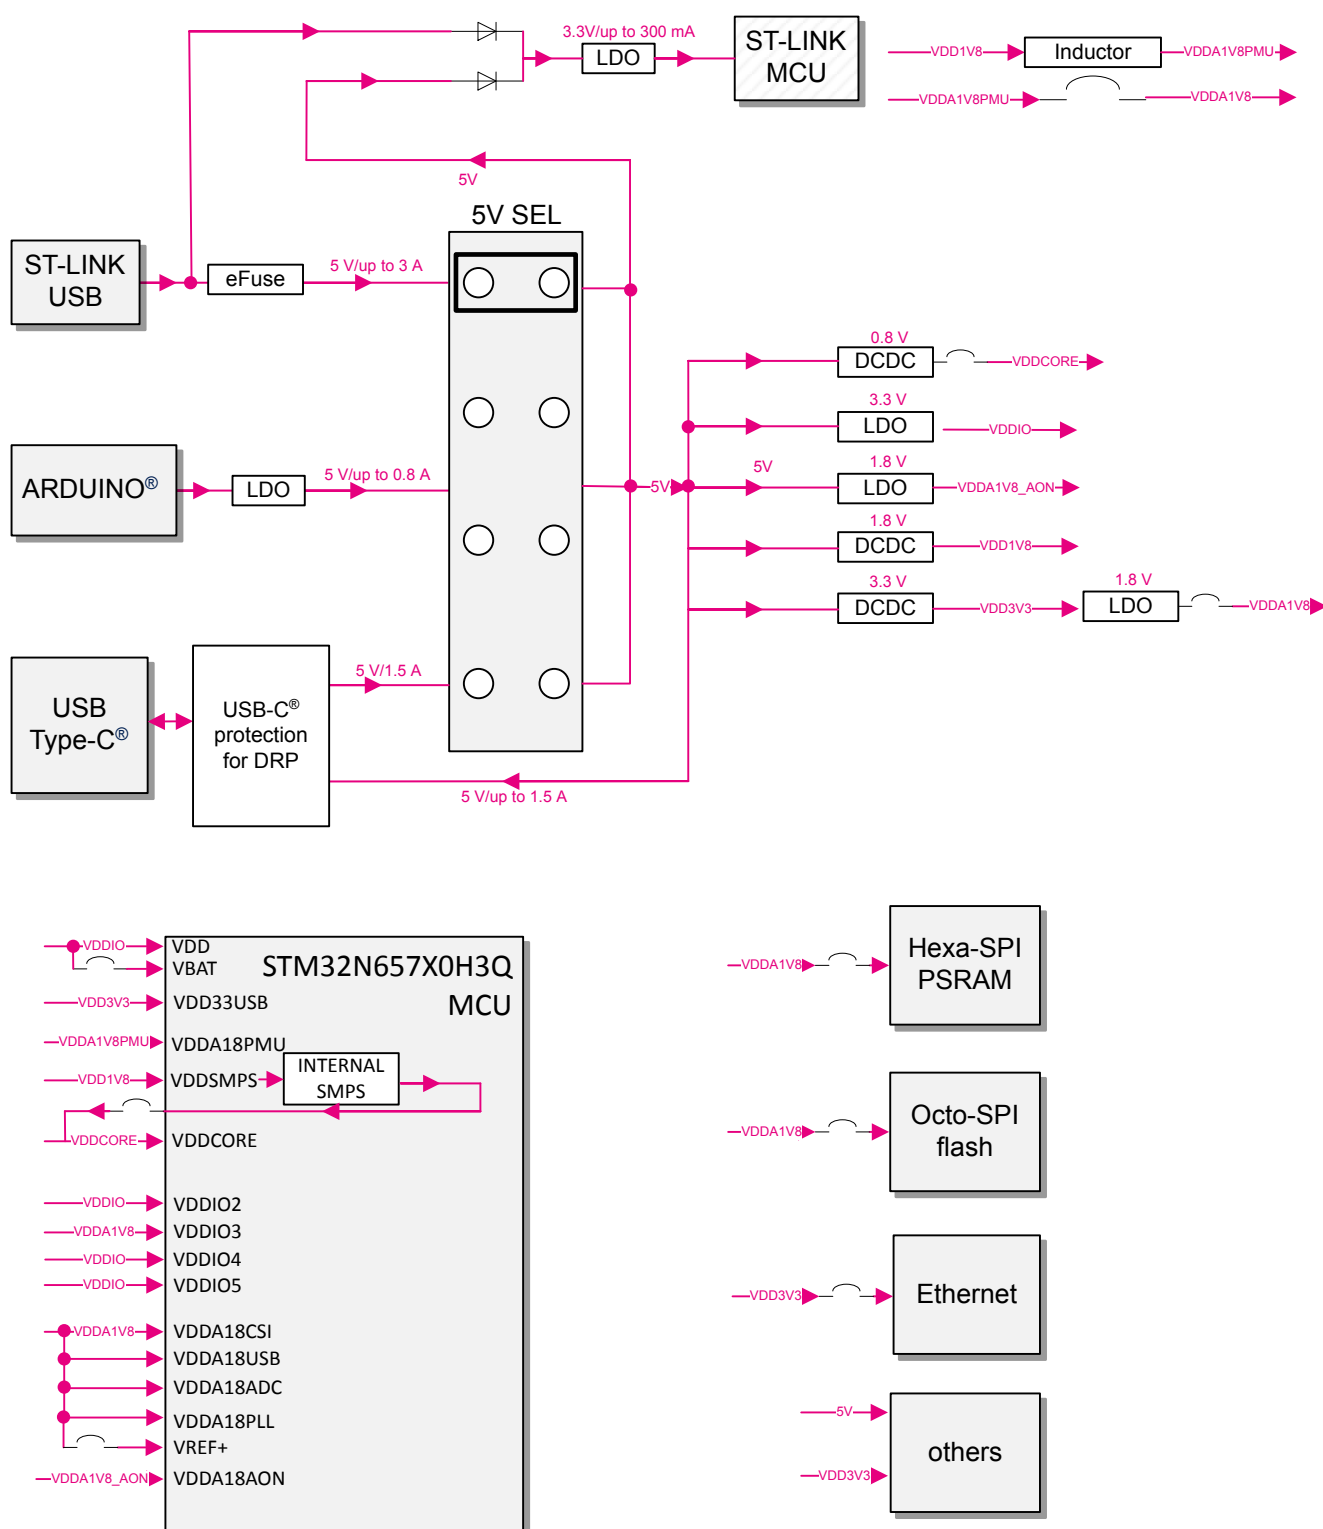 3.3V/up to 300 mA
LDO
ST-LINK
MCU
VDD1V8
Inductor
VDDA1V8PMU
VDDA1V8PMU
VDDA1V8
5V
5V SEL
ST-LINK
USB
eFuse
5 V/up to 3 A
0.8 V
DCDC
VDDCORE
3.3 V
LDO
VDDIO
ARDUINO®
LDO
5 V/up to 0.8 A
5V
5V
1.8 V
LDO
VDDA1V8_AON
1.8 V
DCDC
VDD1V8
3.3 V
DCDC
VDD3V3
1.8 V
LDO
VDDA1V8
USB
Type-C®
USB-C®
protection
for DRP
5 V/1.5 A
5 V/up to 1.5 A
STM32N657X0H3Q
MCU
VDDIO
VDD
VBAT
VDD3V3
VDD33USB
VDDA1V8PMU
VDDA18PMU
VDD1V8
VDDSMPS
INTERNAL
SMPS
VDDCORE
VDDCORE
VDDIO
VDDIO2
VDDA1V8
VDDIO3
VDDIO
VDDIO4
VDDIO
VDDIO5
VDDA1V8
VDDA18CSI
VDDA18USB
VDDA18ADC
VDDA18PLL
VREF+
VDDA1V8_AON
VDDA18AON
VDDA1V8
Hexa-SPI
PSRAM
VDDA1V8
Octo-SPI
flash
VDD3V3
Ethernet
5V
VDD3V3
others